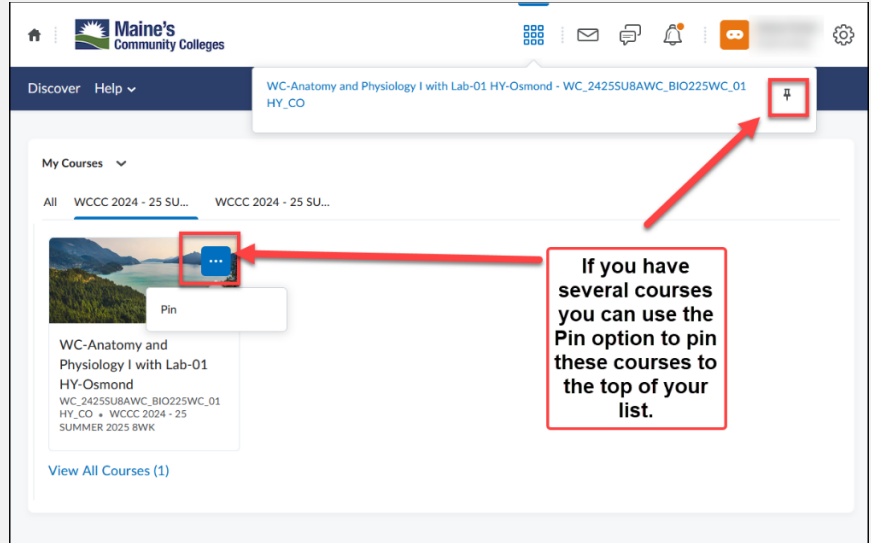 Maine's
Community Colleges
Discover Help
WC-Anatomy and Physiology I with Lab-01 HY-Osmond - WC_2425SU8AWC_BIO225WC_01
HY_CO
My Courses
All WCCC 2024 - 25 SU... WCCC 2024 - 25 SU...
Pin
WC-Anatomy and
Physiology I with Lab-01
HY-Osmond
WC_2425SU8AWC_BIO225WC_01
HY_CO • WCCC 2024 - 25
SUMMER 2025 8WK
View All Courses (1)
If you have
several courses
you can use the
Pin option to pin
these courses to
the top of your
list.